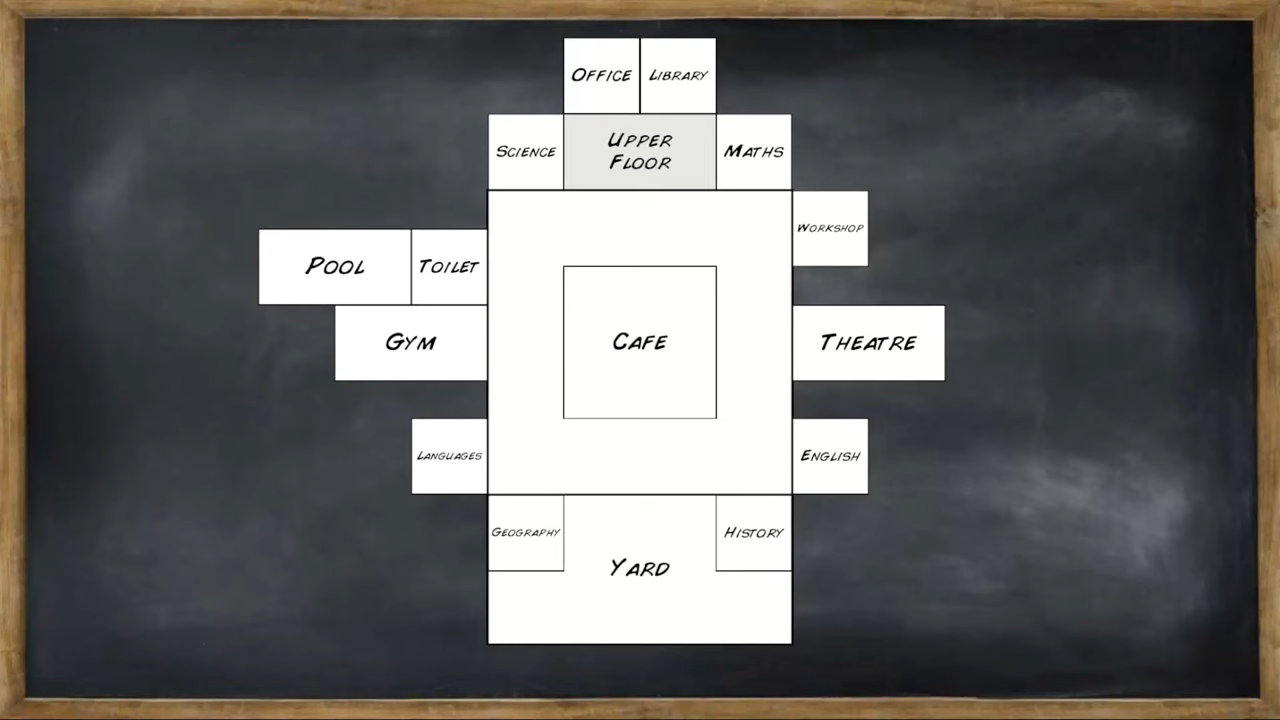 Office
Library
Science
Upper
Floor
Maths
Workshop
Pool
Toilet
Gym
Cafe
Theatre
Languages
English
Geography
History
Yard